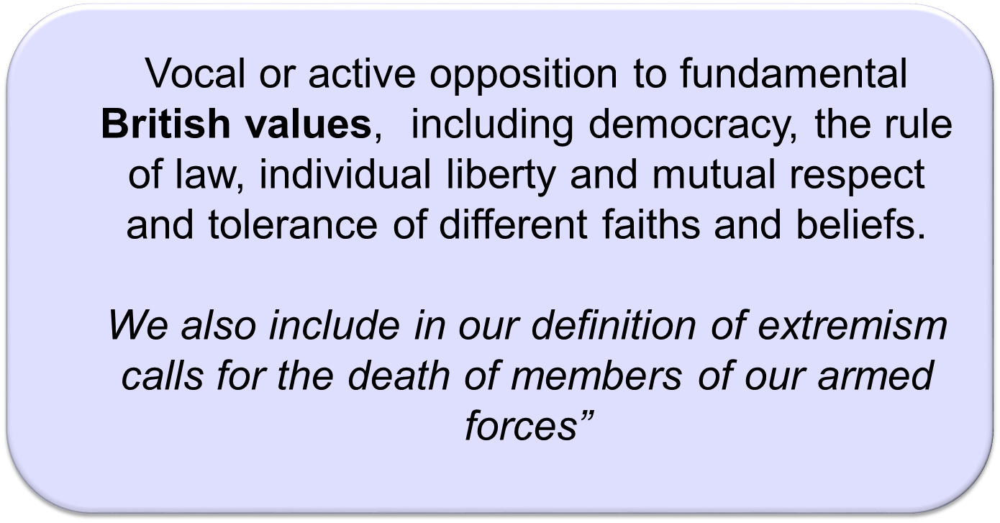 Vocal or active opposition to fundamental
British values,  including democracy, the rule
of law, individual liberty and mutual respect
and tolerance of different faiths and beliefs.
We also include in our definition of extremism
calls for the death of members of our armed
forces”